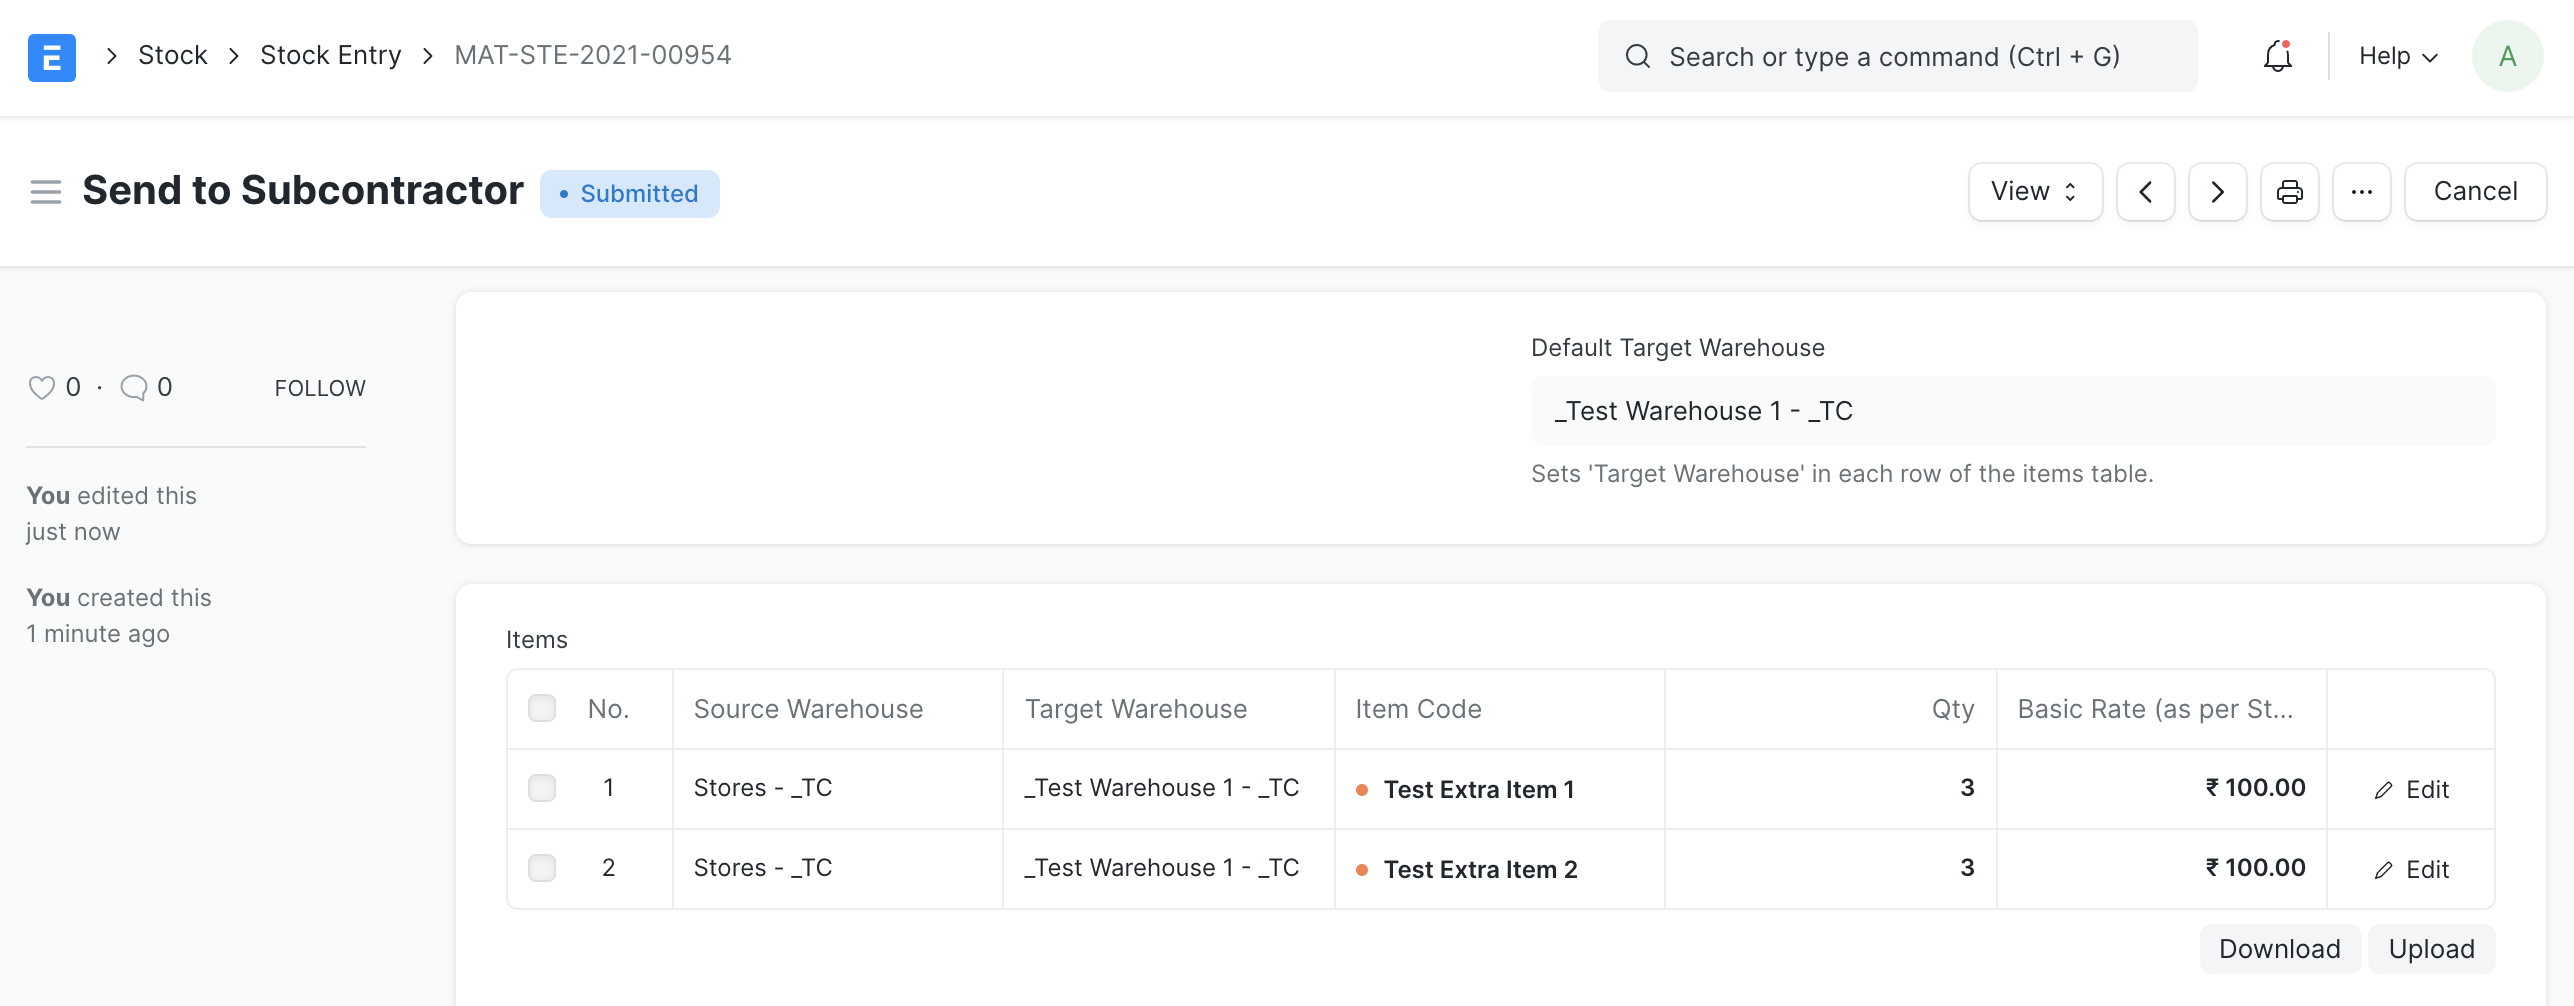 E Stock Stock Entry MAT-STE-2021-00954 Search or type a command (Ctrl + G) Help A
Send to Subcontractor • Submitted View ··· Cancel
0 · 0 FOLLOW
You edited this
just now
You created this
1 minute ago
Default Target Warehouse
_Test Warehouse 1 - _TC
Sets 'Target Warehouse' in each row of the items table.
Items
No. Source Warehouse Target Warehouse Item Code Qty Basic Rate (as per St...
1 Stores - _TC _Test Warehouse 1 - _TC Test Extra Item 1 3 ₹ 100.00 Edit
2 Stores - _TC _Test Warehouse 1 - _TC Test Extra Item 2 3 ₹ 100.00 Edit
Download Upload